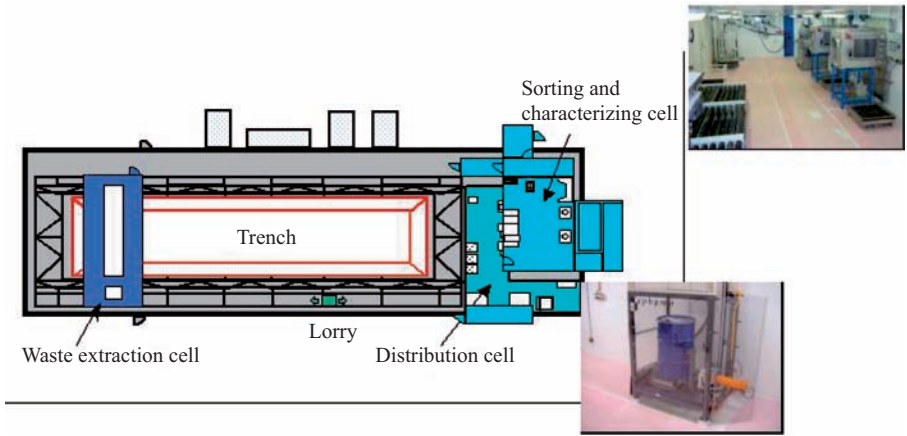 Sorting and
characterizing cell
Trench
Lorry
Waste extraction cell
Distribution cell